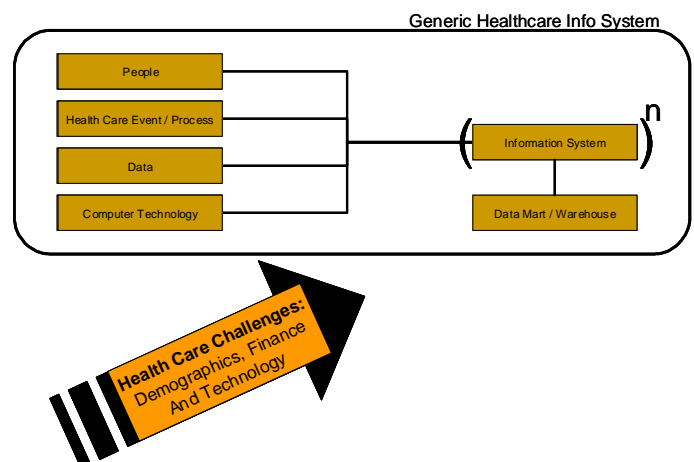 Generic Healthcare Info System
People
Health Care Event / Process
Data
Computer Technology
( Information System )n
Data Mart / Warehouse
Health Care Challenges:
Demographics, Finance
And Technology